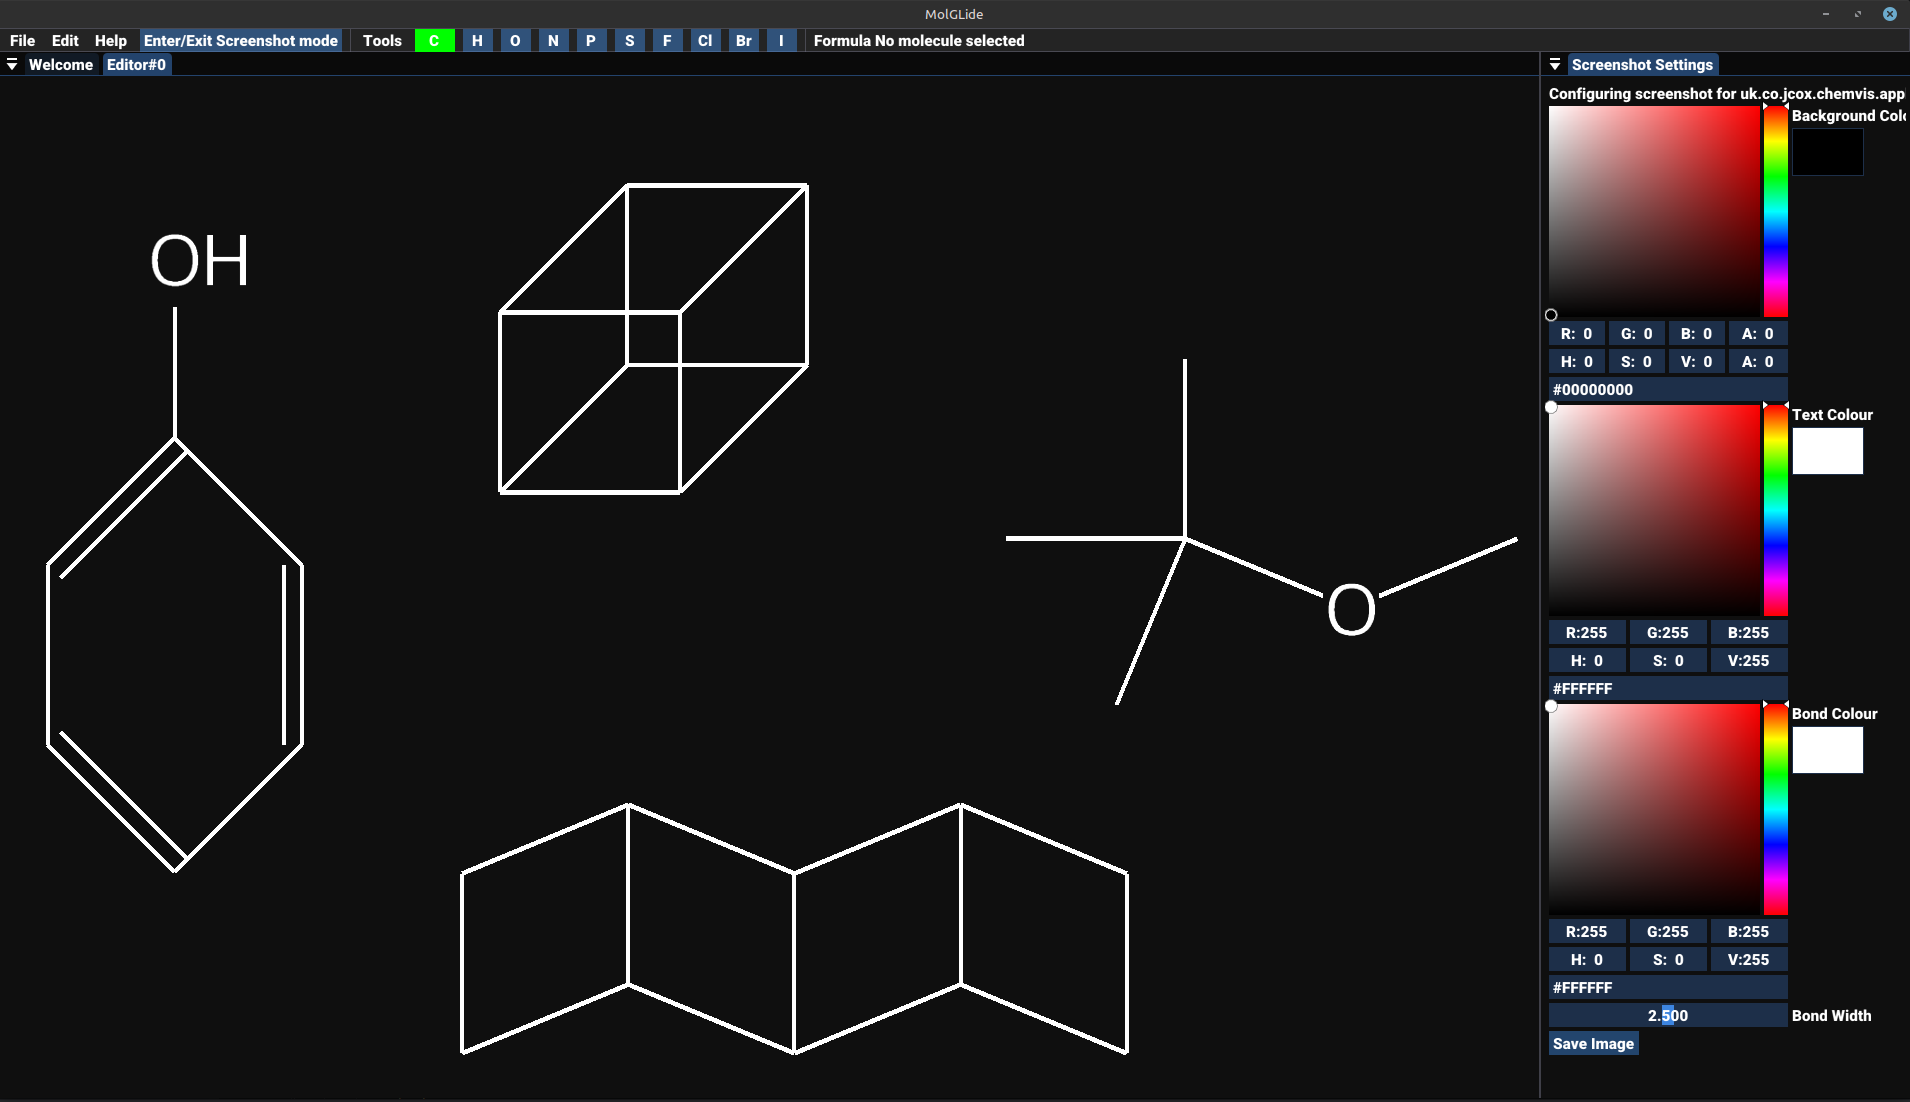 MolGLide
File Edit Help Enter/Exit Screenshot mode Tools C H O N P S F Cl Br I Formula No molecule selected
Welcome Editor#0
Screenshot Settings
Configuring screenshot for uk.co.jcox.chemvis.app
Background Colo
R: 0 G: 0 B: 0 A: 0
H: 0 S: 0 V: 0 A: 0
#00000000
Text Colour
R:255 G:255 B:255
H: 0 S: 0 V:255
#FFFFFF
Bond Colour
R:255 G:255 B:255
H: 0 S: 0 V:255
#FFFFFF
2.500 Bond Width
Save Image
OH
O